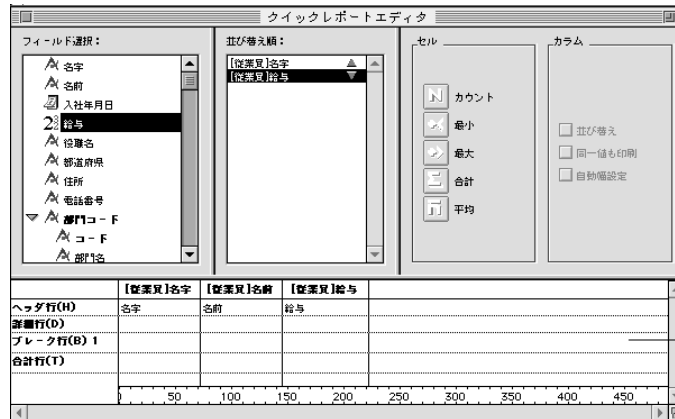 クイックレポートエディタ
フィールド選択：
名字
名前
入社年月日
給与
役職名
都道府県
住所
電話番号
部門コード
コード
部門名
並び替え順：
[従業員]名字
[従業員]給与
セル
カウント
最小
最大
合計
平均
カラム
並び替え
同一値も印刷
自動幅設定
[従業員]名字 [従業員]名前 [従業員]給与
ヘッダ行(H) 名字 名前 給与
詳細行(D)
ブレーク行(B) 1
合計行(T)
50 100 150 200 250 300 350 400 450